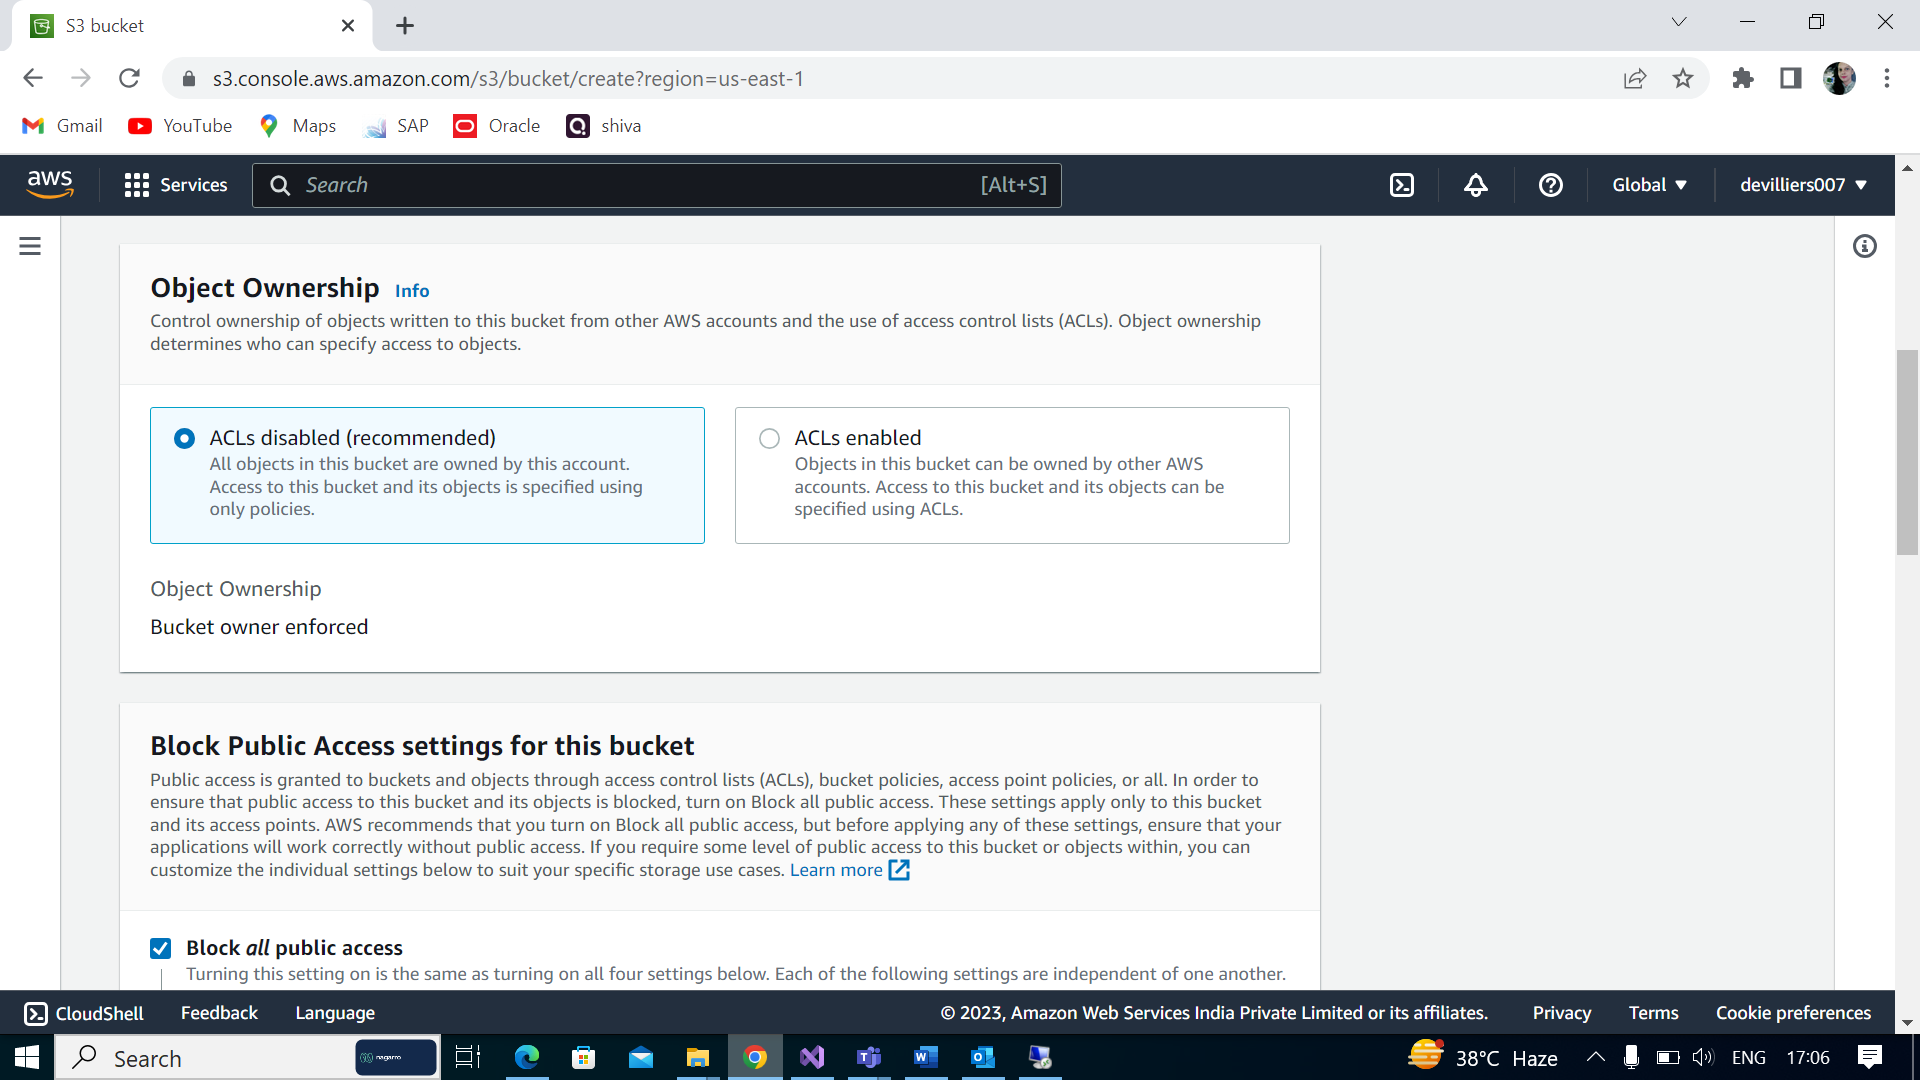 S3 bucket
s3.console.aws.amazon.com/s3/bucket/create?region=us-east-1
Gmail YouTube Maps SAP Oracle shiva
aws Services Search [Alt+S] Global devilliers007
Object Ownership Info
Control ownership of objects written to this bucket from other AWS accounts and the use of access control lists (ACLs). Object ownership
determines who can specify access to objects.
ACLs disabled (recommended)
All objects in this bucket are owned by this account.
Access to this bucket and its objects is specified using
only policies.
ACLs enabled
Objects in this bucket can be owned by other AWS
accounts. Access to this bucket and its objects can be
specified using ACLs.
Object Ownership
Bucket owner enforced
Block Public Access settings for this bucket
Public access is granted to buckets and objects through access control lists (ACLs), bucket policies, access point policies, or all. In order to
ensure that public access to this bucket and its objects is blocked, turn on Block all public access. These settings apply only to this bucket
and its access points. AWS recommends that you turn on Block all public access, but before applying any of these settings, ensure that your
applications will work correctly without public access. If you require some level of public access to this bucket or objects within, you can
customize the individual settings below to suit your specific storage use cases. Learn more
Block all public access
Turning this setting on is the same as turning on all four settings below. Each of the following settings are independent of one another.
CloudShell Feedback Language © 2023, Amazon Web Services India Private Limited or its affiliates. Privacy Terms Cookie preferences
Search nagarro 38°C Haze ENG 17:06